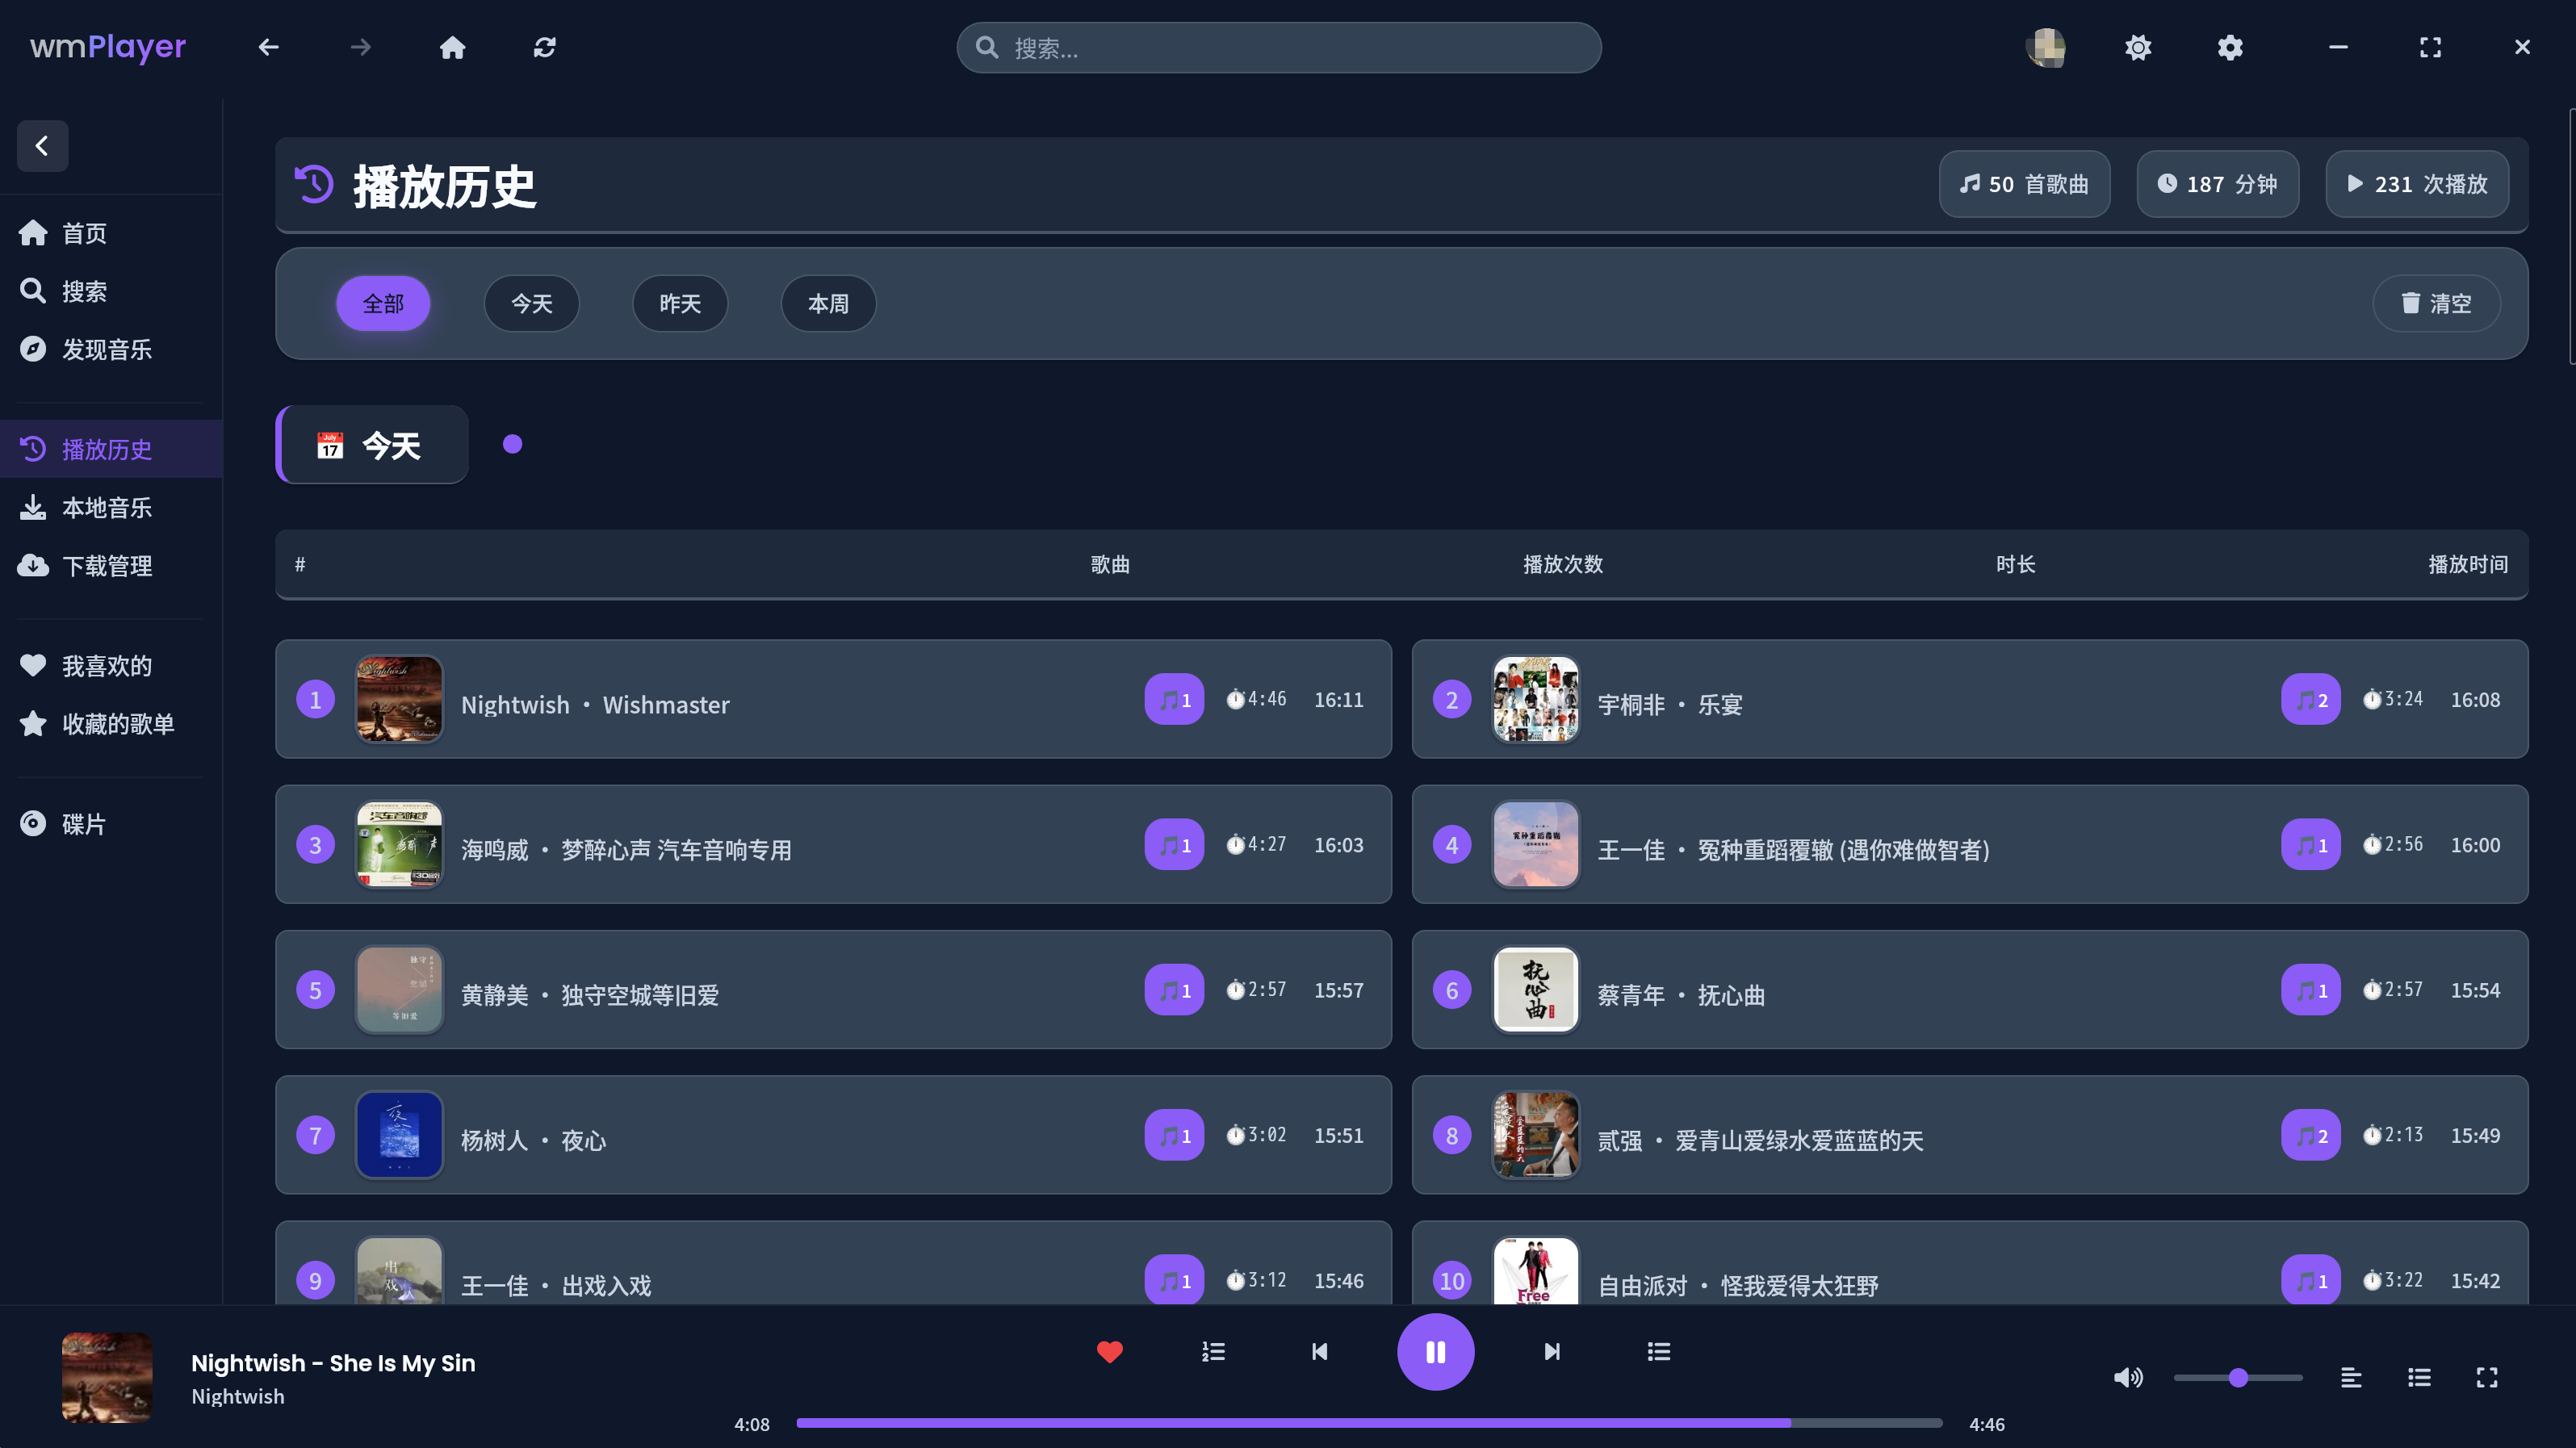 wmPlayer
搜索...
首页
搜索
发现音乐
播放历史
本地音乐
下载管理
我喜欢的
收藏的歌单
碟片
播放历史
50 首歌曲
187 分钟
231 次播放
全部
今天
昨天
本周
清空
July
17
今天
# 歌曲 播放次数 时长 播放时间
1 Nightwish • Wishmaster 1 4:46 16:11
2 宇桐非 • 乐宴 2 3:24 16:08
3 海鸣威 • 梦醉心声 汽车音响专用 1 4:27 16:03
4 王一佳 • 冤种重蹈覆辙 (遇你难做智者) 1 2:56 16:00
5 黄静美 • 独守空城等旧爱 1 2:57 15:57
6 抚心曲 蔡青年 • 抚心曲 1 2:57 15:54
7 杨树人 • 夜心 1 3:02 15:51
8 贰强 • 爱青山爱绿水爱蓝蓝的天 2 2:13 15:49
9 王一佳 • 出戏入戏 1 3:12 15:46
10 Free 自由派对 • 怪我爱得太狂野 1 3:22 15:42
Nightwish - She Is My Sin
Nightwish
4:08
4:46